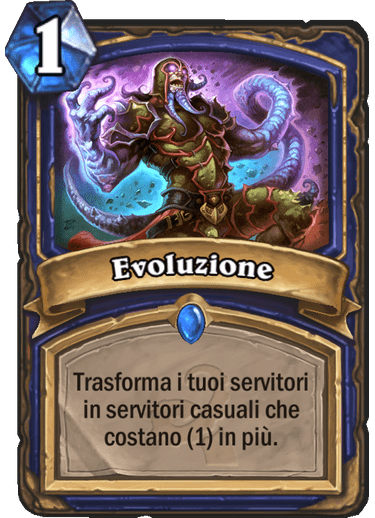 1
Evoluzione
Trasforma i tuoi servitori
in servitori casuali che
costano (1) in più.